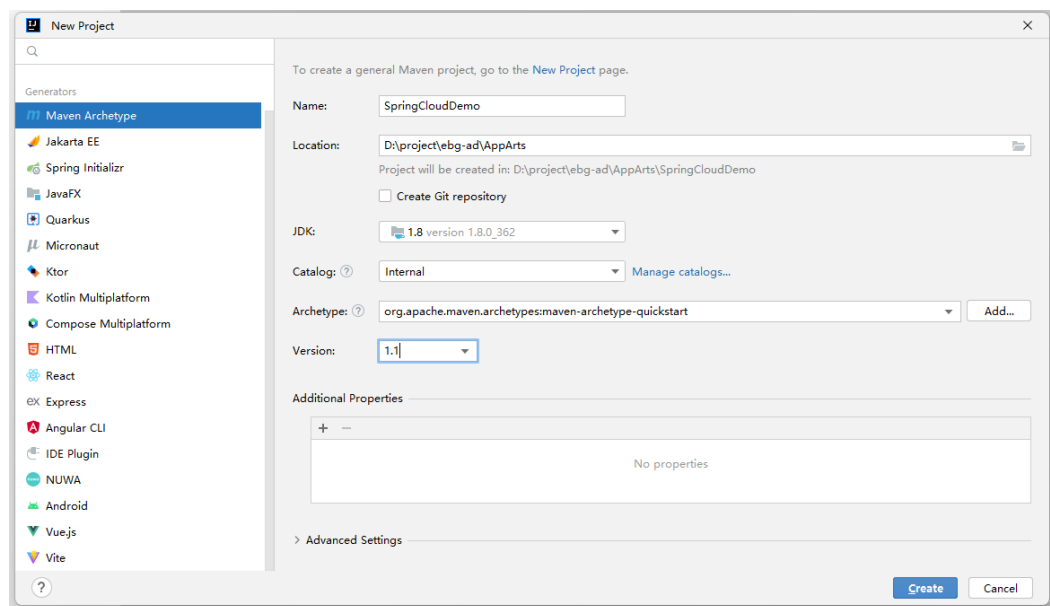 New Project
To create a general Maven project, go to the New Project page.
Generators
Maven Archetype
Jakarta EE
Spring Initializr
JavaFX
Quarkus
Micronaut
Ktor
Kotlin Multiplatform
Compose Multiplatform
HTML
React
Express
Angular CLI
IDE Plugin
NUWA
Android
Vue.js
Vite
Name: SpringCloudDemo
Location: D:\project\ebg-ad\AppArts
Project will be created in: D:\project\ebg-ad\AppArts\SpringCloudDemo
Create Git repository
JDK: 1.8 version 1.8.0_362
Catalog: Internal Manage catalogs...
Archetype: org.apache.maven.archetypes:maven-archetype-quickstart Add...
Version: 1.1
Additional Properties
No properties
Advanced Settings
Create Cancel